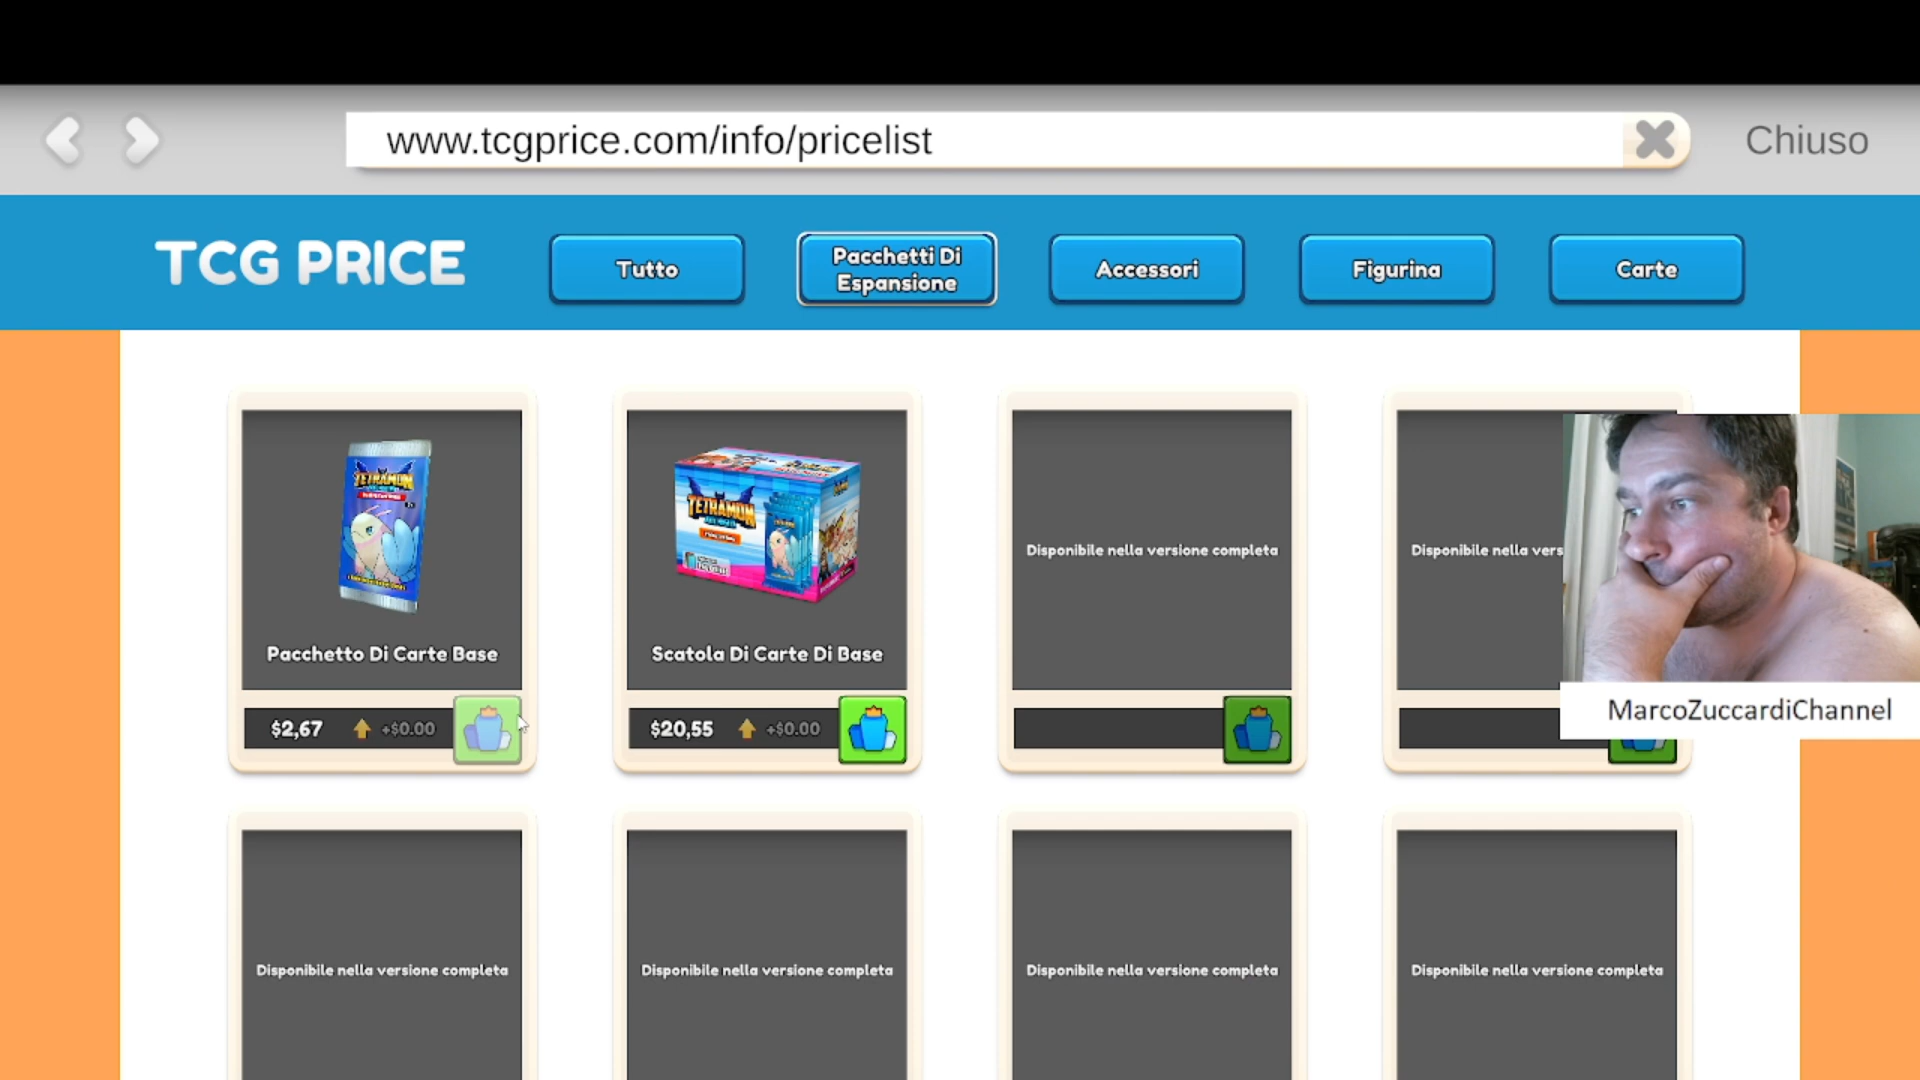 www.tcgprice.com/info/pricelist
Chiuso
TCG PRICE
Tutto
Pacchetti Di
Espansione
Accessori
Figurina
Carte
TETRAMON
TETRAMON
Disponibile nella versione completa
Disponibile nella vers
Pacchetto Di Carte Base
Scatola Di Carte Di Base
$2,67
+$0.00
$20,55
+$0.00
MarcoZuccardiChannel
Disponibile nella versione completa
Disponibile nella versione completa
Disponibile nella versione completa
Disponibile nella versione completa